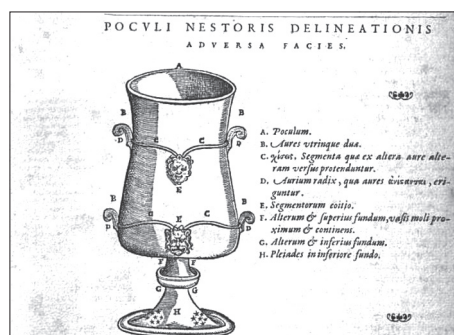 POCVLI NESTORIS DELINEATIONIS
ADVERSA FACIES.
A
B B
D C C D
E
E
B G C B
D D
F F
C G
H
A. Poculum.
B. Aures vtrinque duæ.
C. Segmenta quæ ex altera aure alte-
ram versus protenduntur.
D. Aurium radix, qua aures eri-
guntur.
E. Segmentorum coitio.
F. Alterum & superius fundum, vasis moli pro-
ximum & continens.
G. Alterum & inferius fundum.
H. Pleiades in inferiore fundo.